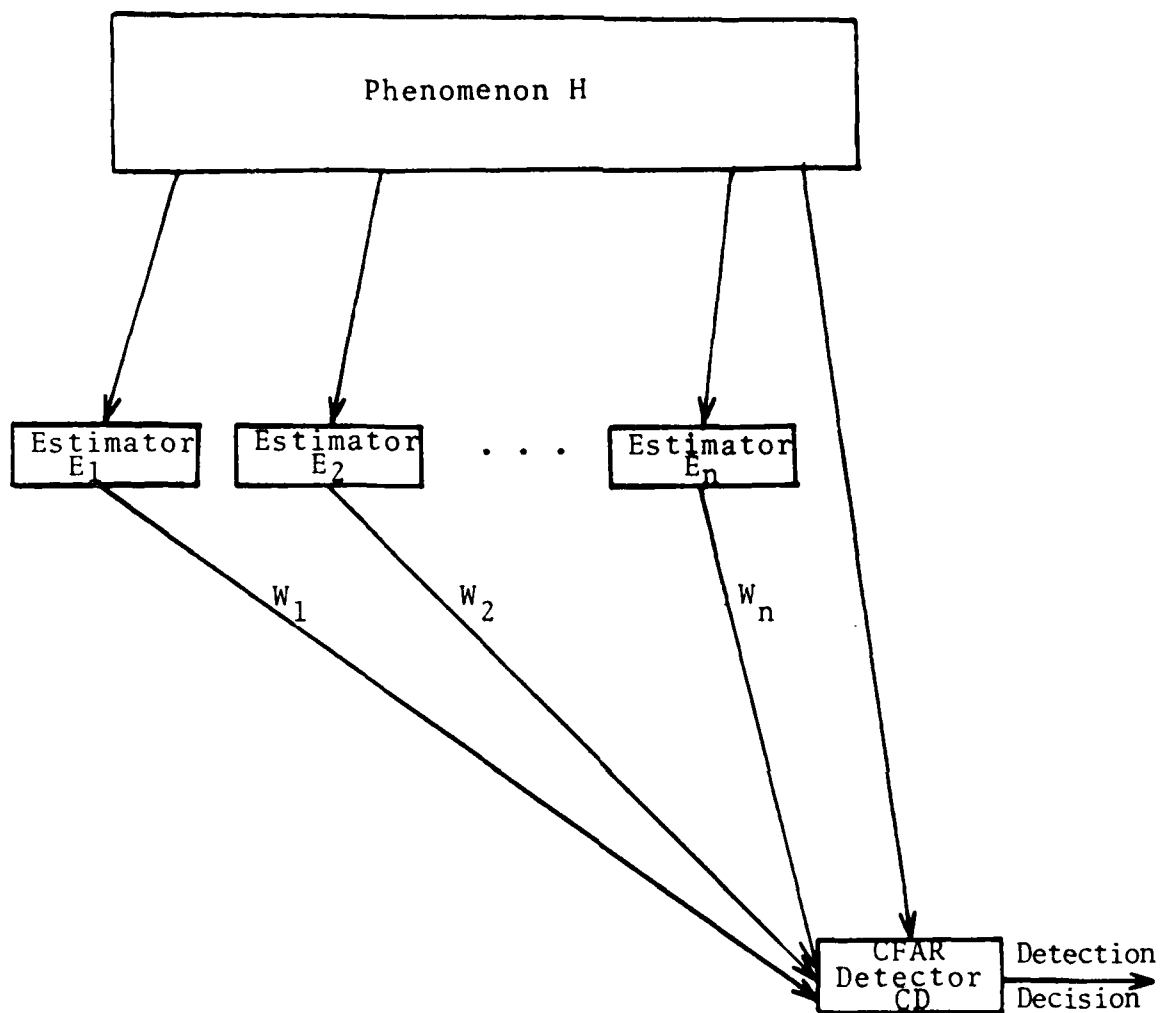 Phenomenon H
Estimator
E1
Estimator
E2
. . .
Estimator
En
W1
W2
Wn
CFAR
Detector
CD
Detection
Decision